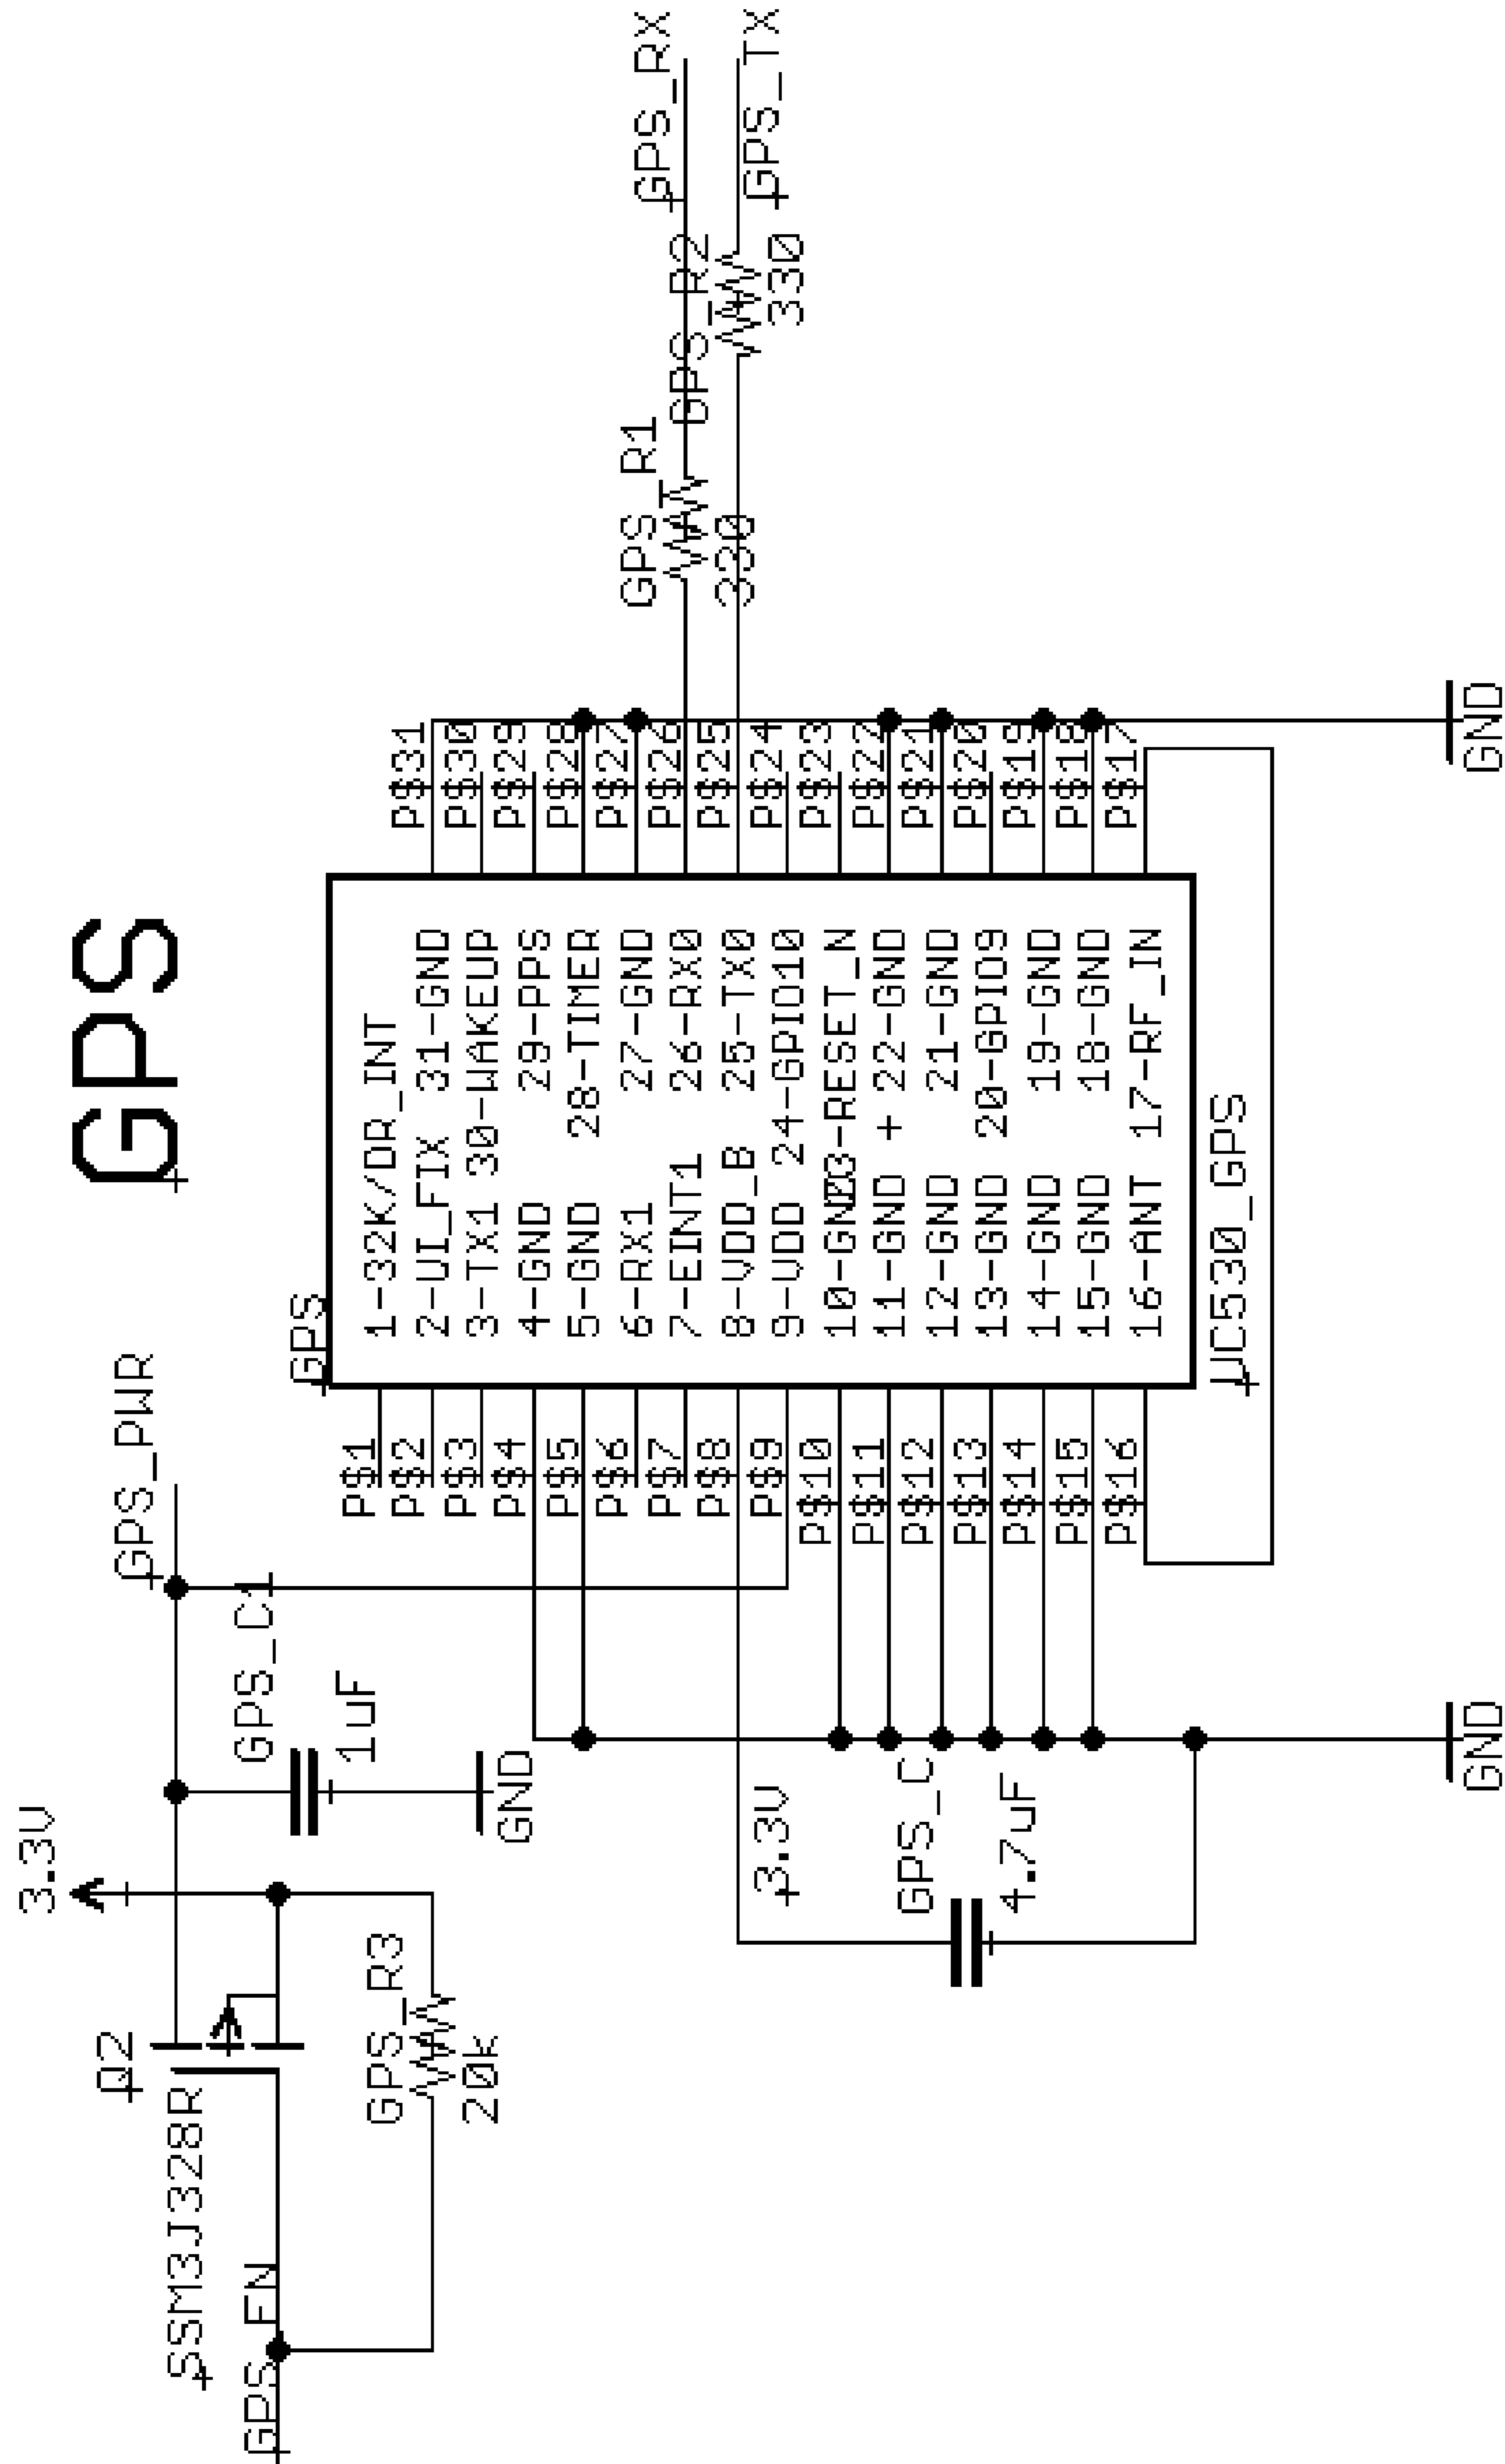 GPS
3.3V
GPS_PWR
Q2
SSM3J328R
GPS_EN
GPS_R3
20k
GPS_C1
1uF
GND
3.3V
GPS_C
4.7uF
GND
GPS
P$1
P$2
P$3
P$4
P$5
P$6
P$7
P$8
P$9
P$10
P$11
P$12
P$13
P$14
P$15
P$16
1-32K/DR_INT
2-UI_FIX 31-GND
3-TX1 30-WAKEUP
4-GND 29-PPS
5-GND 28-TIMER
6-RX1 27-GND
7-EINT1 26-RX0
8-VDD_B 25-TX0
9-VDD 24-GPIO10
10-GND 23-RESET_N
11-GND 22-GND
12-GND 21-GND
13-GND 20-GPIO9
14-GND 19-GND
15-GND 18-GND
16-ANT 17-RF_IN
UC530_GPS
P$31
P$30
P$29
P$28
P$27
P$26
P$25
P$24
P$23
P$22
P$21
P$20
P$19
P$18
P$17
GND
GPS_R1
330
GPS_R2
330
GPS_RX
GPS_TX